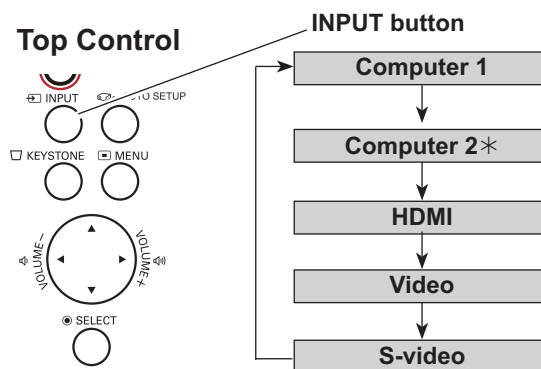 Top Control
INPUT button
INPUT
SETUP
KEYSTONE
MENU
VOLUME−
VOLUME+
SELECT
Computer 1
Computer 2＊
HDMI
Video
S-video